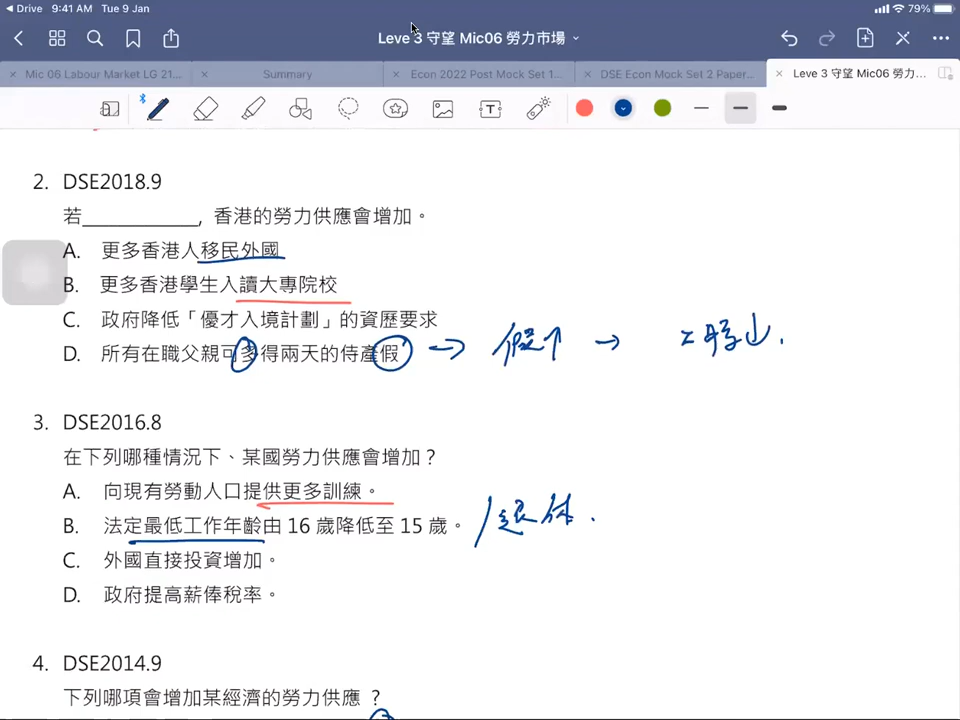 Drive 9:41 AM Tue 9 Jan 79%
Leve 3 守望 Mic06 勞力市場
Mic 06 Labour Market LG 21... Summary Econ 2022 Post Mock Set 1... DSE Econ Mock Set 2 Paper... Leve 3 守望 Mic06 勞力...
2. DSE2018.9
若____________, 香港的勞力供應會增加。
A. 更多香港人移民外國
B. 更多香港學生入讀大專院校
C. 政府降低「優才入境計劃」的資歷要求
D. 所有在職父親可多得兩天的侍產假 → 假↑ → 工時↓.
3. DSE2016.8
在下列哪種情況下、某國勞力供應會增加？
A. 向現有勞動人口提供更多訓練。
B. 法定最低工作年齡由 16 歲降低至 15 歲。 /退休.
C. 外國直接投資增加。
D. 政府提高薪俸稅率。
4. DSE2014.9
下列哪項會增加某經濟的勞力供應 ？